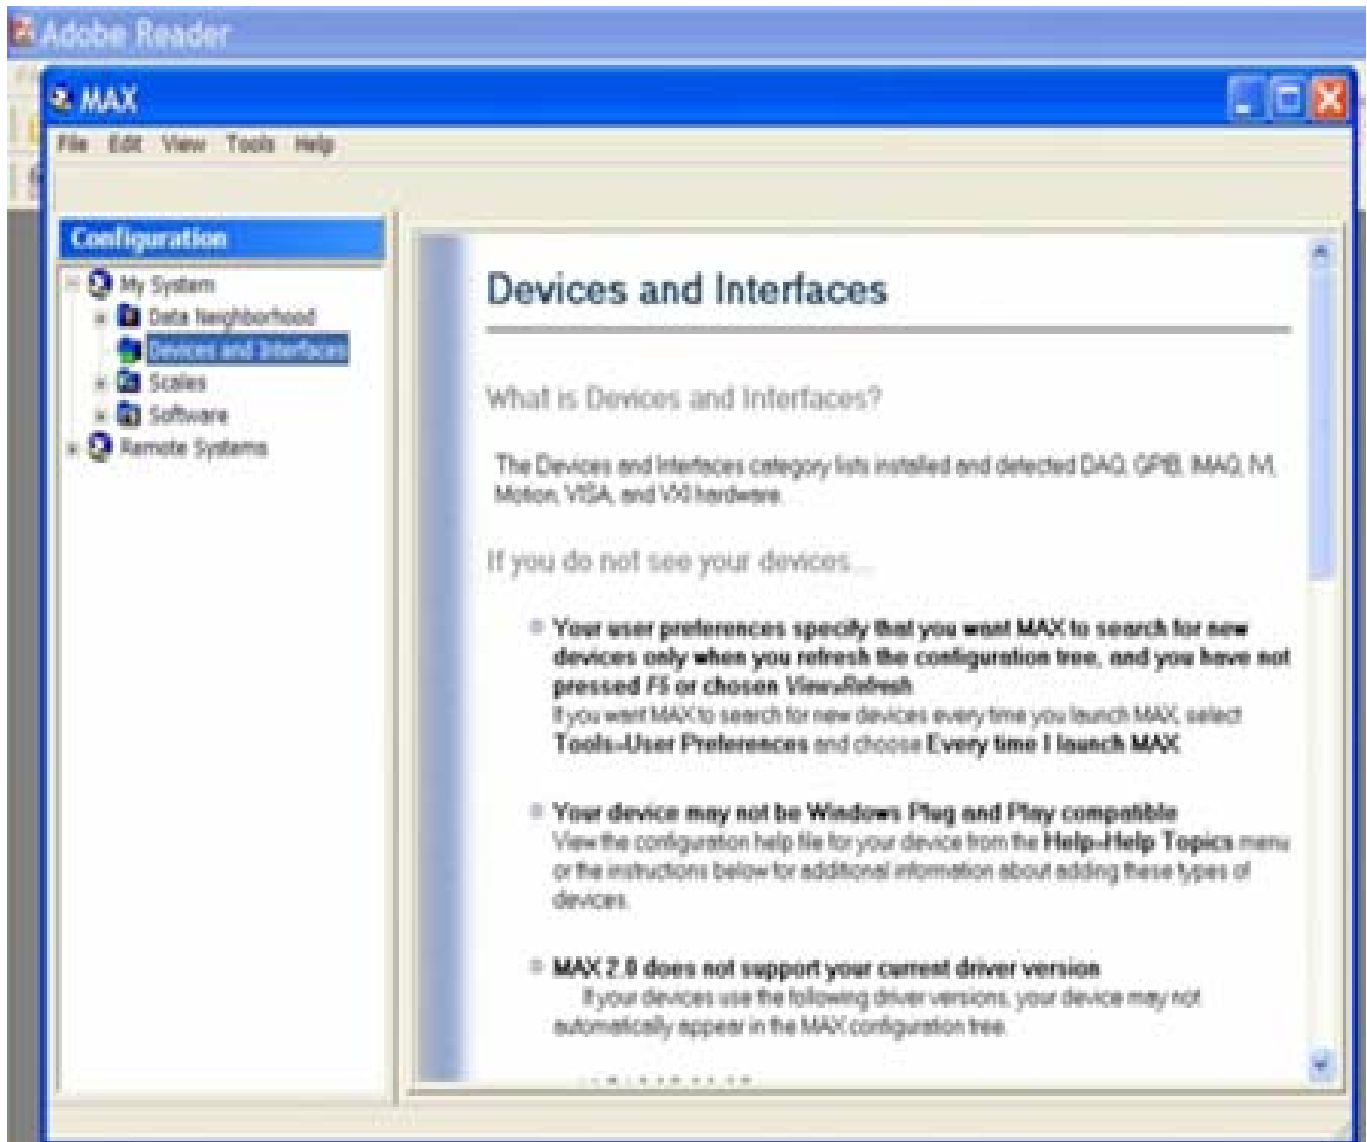 Adobe Reader
MAX
File Edit View Tools Help
Configuration
My System
Data Neighborhood
Devices and Interfaces
Scales
Software
Remote Systems
Devices and Interfaces
What is Devices and Interfaces?
The Devices and Interfaces category lists installed and detected DAQ, GPIB, IMAQ, IVI,
Motion, VISA, and VXI hardware.
If you do not see your devices...
Your user preferences specify that you want MAX to search for new
devices only when you refresh the configuration tree, and you have not
pressed F5 or chosen View»Refresh
If you want MAX to search for new devices every time you launch MAX, select
Tools»User Preferences and choose Every time I launch MAX.
Your device may not be Windows Plug and Play compatible
View the configuration help file for your device from the Help»Help Topics menu
or the instructions below for additional information about adding these types of
devices.
MAX 2.0 does not support your current driver version
If your devices use the following driver versions, your device may not
automatically appear in the MAX configuration tree.